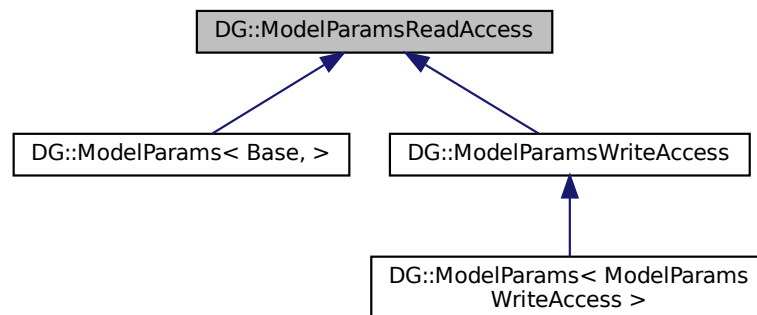 DG::ModelParamsReadAccess
DG::ModelParams< Base, >
DG::ModelParamsWriteAccess
DG::ModelParams< ModelParams
WriteAccess >